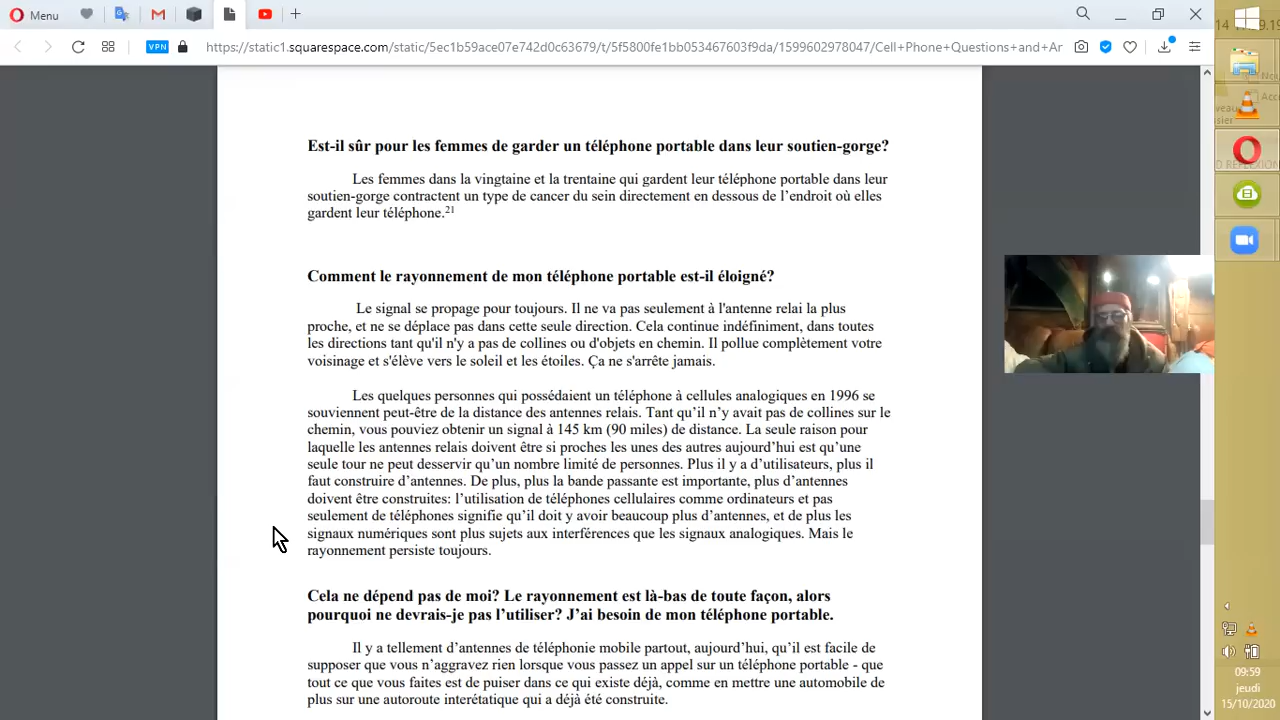 Menu
VPN
https://static1.squarespace.com/static/5ec1b59ace8f7e742d0c63679/t/5f5800fe1bb053467e03f9da/1599602970047/Cell+Phone+Questions+and+Ar
Est-il sûr pour les femmes de garder un téléphone portable dans leur soutien-gorge?
Les femmes dans la vingtaine et la trentaine qui gardent leur téléphone portable dans leur
soutien-gorge contractent un type de cancer du sein directement en dessous de l'endroit où elles
gardent leur téléphone.21
Comment le rayonnement de mon téléphone portable est-il éloigné?
Le signal se propage pour toujours. Il ne va pas seulement à l'antenne relai la plus
proche, et ne se déplace pas dans cette seule direction. Cela continue indéfiniment, dans toutes
les directions tant qu'il n'y a pas de collines ou d'objets en chemin. Il pollue complètement votre
voisinage et s'élève vers le soleil et les étoiles. Ça ne s'arrête jamais.
Les quelques personnes qui possédaient un téléphone à cellules analogiques en 1996 se
souviennent peut-être de la distance des antennes relais. Tant qu'il n'y avait pas de collines sur le
chemin, vous pouviez obtenir un signal à 145 km (90 miles) de distance. La seule raison pour
laquelle les antennes relais doivent être si proches les unes des autres aujourd'hui est qu'une
seule tour ne peut desservir qu'un nombre limité de personnes. Plus il y a d'utilisateurs, plus il
faut construire d'antennes. De plus, plus la bande passante est importante, plus d'antennes
doivent être construites: l'utilisation de téléphones cellulaires comme ordinateurs et pas
seulement de téléphones signifie qu'il doit y avoir beaucoup plus d'antennes, et de plus les
signaux numériques sont plus sujets aux interférences que les signaux analogiques. Mais le
rayonnement persiste toujours.
Cela ne dépend pas de moi? Le rayonnement est là-bas de toute façon, alors
pourquoi ne devrais-je pas l'utiliser? J'ai besoin de mon téléphone portable.
Il y a tellement d'antennes de téléphonie mobile partout, aujourd'hui, qu'il est facile de
supposer que vous n'aggravez rien lorsque vous passez un appel sur un téléphone portable - que
tout ce que vous faites est de puiser dans ce qui existe déjà, comme en mettre une automobile de
plus sur une autoroute interétatique qui a déjà été construite.
09:59
jeudi
15/10/2020